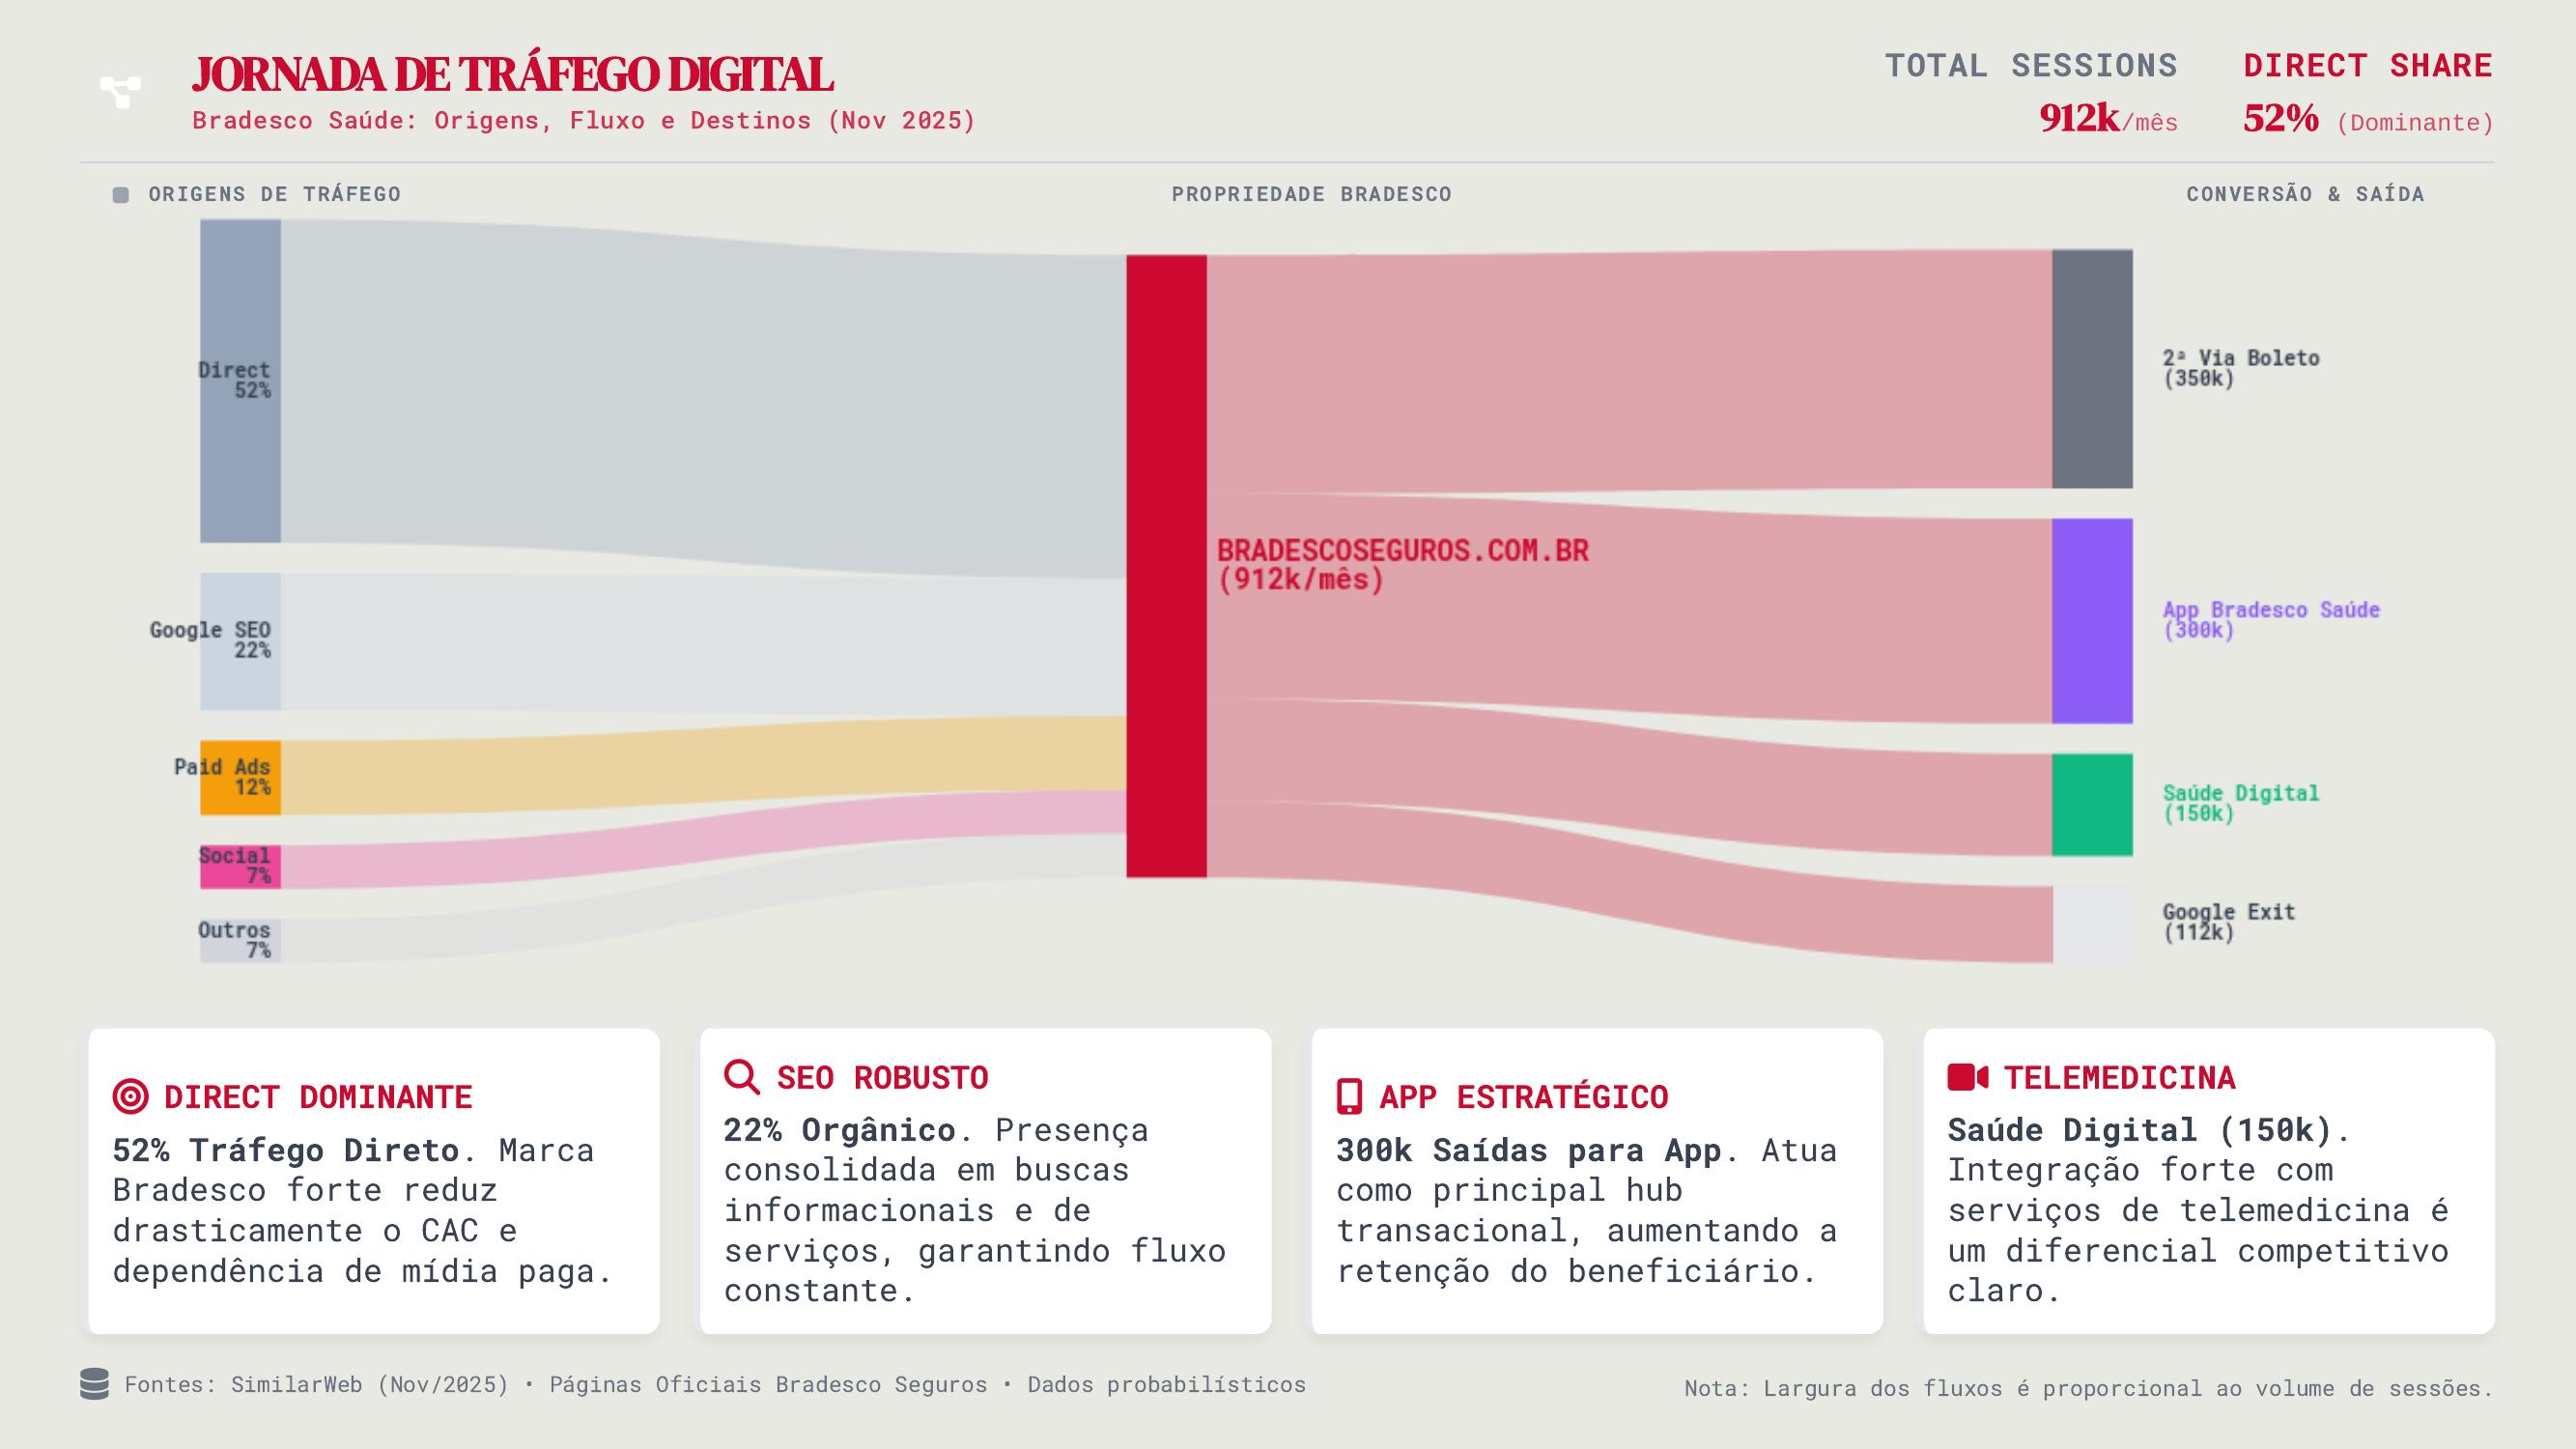 JORNADA DE TRÁFEGO DIGITAL
Bradesco Saúde: Origens, Fluxo e Destinos (Nov 2025)
TOTAL SESSIONS
912k/mês
DIRECT SHARE
52% (Dominante)
ORIGENS DE TRÁFEGO
PROPRIEDADE BRADESCO
CONVERSÃO & SAÍDA
Direct
52%
Google SEO
22%
Paid Ads
12%
Social
7%
Outros
7%
BRADESCOSEGUROS.COM.BR
(912k/mês)
2ª Via Boleto
(350k)
App Bradesco Saúde
(300k)
Saúde Digital
(150k)
Google Exit
(112k)
DIRECT DOMINANTE
52% Tráfego Direto. Marca
Bradesco forte reduz
drasticamente o CAC e
dependência de mídia paga.
SEO ROBUSTO
22% Orgânico. Presença
consolidada em buscas
informacionais e de
serviços, garantindo fluxo
constante.
APP ESTRATÉGICO
300k Saídas para App. Atua
como principal hub
transacional, aumentando a
retenção do beneficiário.
TELEMEDICINA
Saúde Digital (150k).
Integração forte com
serviços de telemedicina é
um diferencial competitivo
claro.
Fontes: SimilarWeb (Nov/2025) • Páginas Oficiais Bradesco Seguros • Dados probabilísticos
Nota: Largura dos fluxos é proporcional ao volume de sessões.